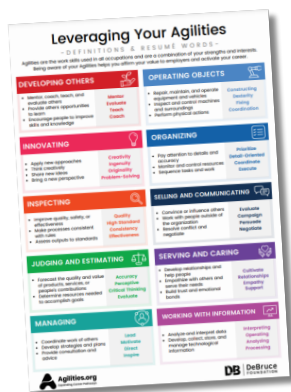 Leveraging Your Agilities
- DEFINITIONS & RESUME WORDS -
Agilities are the work skills used in all occupations and are a combination of your strengths and interests.
Being aware of your Agilities helps you affirm your value to employers and activate your career
DEVELOPING OTHERS
• Mentor, coach, teach, and
evaluate others
• Provide others opportunities
to learn
• Encourage people to improve
skills and knowledge
Mentor
Evaluate
Teach
Coach
OPERATING OBJECTS
• Repair, maintain, and operate
equipment and vehicles
• Inspect and control machines
and surroundings
• Perform physical actions
Constructing
Dexterity
Fixing
Coordination
INNOVATING
• Apply new approaches
• Think creatively
• Share new ideas
• Bring a new perspective
Creativity
Ingenuity
Originality
Problem-Solving
ORGANIZING
• Pay attention to details and
accuracy
• Monitor and control resources
• Sequence tasks and work
Prioritize
Detail-Oriented
Coordinate
Execute
INSPECTING
• Improve quality, safety, or
effectiveness
• Make processes consistent
with rules
• Assess outputs to standards
Quality
High Standard
Consistency
Effectiveness
SELLING AND COMMUNICATING
• Convince or influence others
• Work with people outside of
the organization
• Resolve conflict and
negotiate
Evaluate
Campaign
Persuade
Negotiate
JUDGING AND ESTIMATING
• Forecast the quality and value
of products, services, or
people's contributions
• Determine resources needed
to accomplish goals
Accuracy
Perceptive
Critical Thinking
Evaluate
SERVING AND CARING
• Develop relationships and
help people
• Empathize with others and
serve their needs
• Build trust and emotional
bonds
Cultivate
Relationships
Empathy
Support
MANAGING
• Coordinate work of others
• Develop strategies and plans
• Provide consultation and
advice
Lead
Motivate
Direct
Inspire
WORKING WITH INFORMATION
• Analyze and interpret data
• Develop, collect, store, and
manage technological
information
Interpreting
Operating
Analyzing
Processing
Agilities.org
DB DeBruce
FOUNDATION